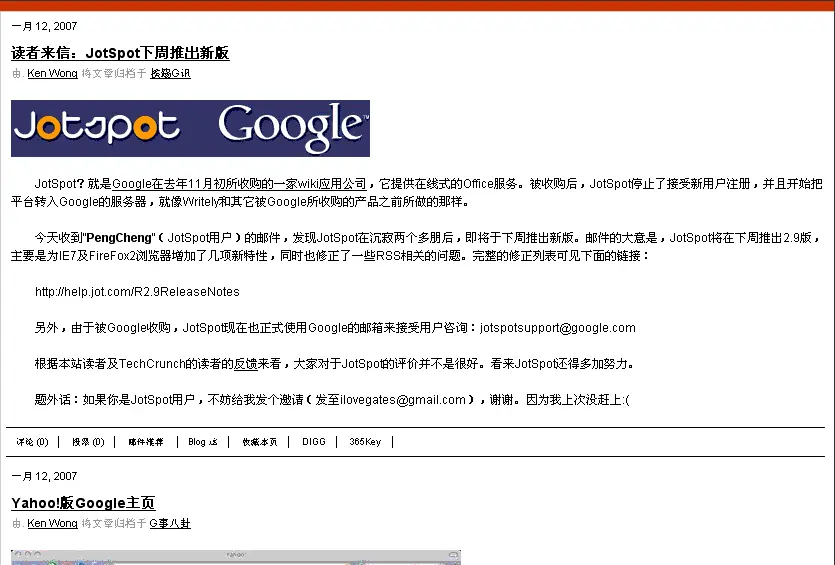 一月 12, 2007
读者来信：JotSpot下周推出新版
由. Ken Wong 将文章归档于 挨踢G讯
Jotspot Google™
JotSpot？就是Google在去年11月初所收购的一家wiki应用公司，它提供在线式的Office服务。被收购后，JotSpot停止了接受新用户注册，并且开始把
平台转入Google的服务器，就像Writely和其它被Google所收购的产品之前所做的那样。
今天收到"PengCheng"（JotSpot用户）的邮件，发现JotSpot在沉寂两个多朋后，即将于下周推出新版。邮件的大意是，JotSpot将在下周推出2.9版，
主要是为IE7及FireFox2浏览器增加了几项新特性，同时也修正了一些RSS相关的问题。完整的修正列表可见下面的链接：
http://help.jot.com/R2.9ReleaseNotes
另外，由于被Google收购，JotSpot现在也正式使用Google的邮箱来接受用户咨询：jotspotsupport@google.com
根据本站读者及TechCrunch的读者的反馈来看，大家对于JotSpot的评价并不是很好。看来JotSpot还得多加努力。
题外话：如果你是JotSpot用户，不妨给我发个邀请（发至ilovegates@gmail.com），谢谢。因为我上次没赶上:(
评论 (0) | 投票 (0) | 邮件推荐 | Blog 此 | 收藏本页 | DIGG | 365Key |
一月 12, 2007
Yahoo!版Google主页
由. Ken Wong 将文章归档于 G事八卦